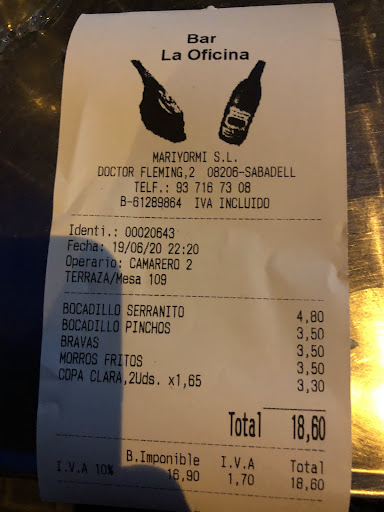 Bar
La Oficina
MARIYORMI S.L.
DOCTOR FLEMING,2 08206-SABADELL
TELF.: 93 716 73 08
B-61289864 IVA INCLUIDO
Identi.: 00020643
Fecha: 19/06/20 22:20
Operario: CAMARERO 2
TERRAZA/Mesa 109
BOCADILLO SERRANITO 4,80
BOCADILLO PINCHOS 3,50
BRAVAS 3,50
MORROS FRITOS 3,50
COPA CLARA,2Uds. x1,65 3,30
Total 18,60
B.Imponible I.V.A Total
I.V.A 10% 16,90 1,70 18,60